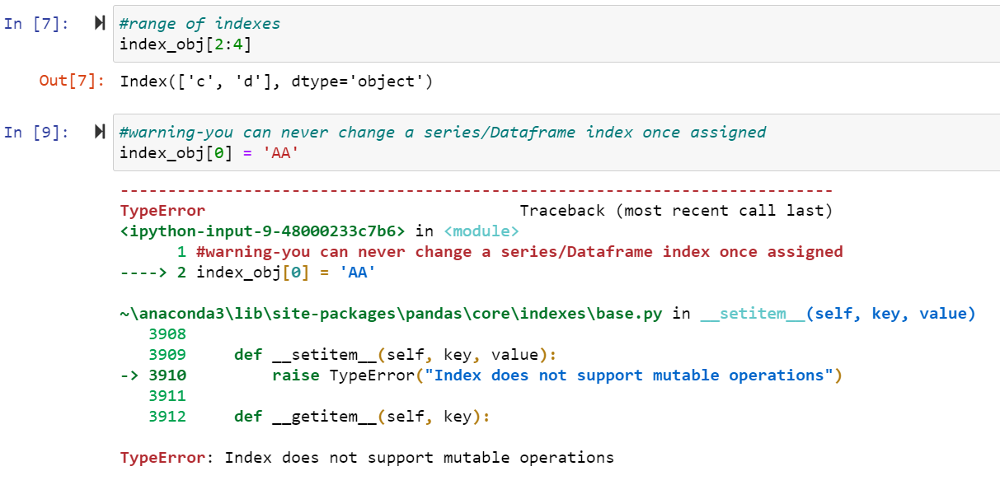 In [7]: #range of indexes
index_obj[2:4]
Out[7]: Index(['c', 'd'], dtype='object')
In [9]: #warning-you can never change a series/Dataframe index once assigned
index_obj[0] = 'AA'
---------------------------------------------------------------------------
TypeError                                 Traceback (most recent call last)
<ipython-input-9-48000233c7b6> in <module>
      1 #warning-you can never change a series/Dataframe index once assigned
----> 2 index_obj[0] = 'AA'
~\anaconda3\lib\site-packages\pandas\core\indexes\base.py in __setitem__(self, key, value)
   3908
   3909     def __setitem__(self, key, value):
-> 3910         raise TypeError("Index does not support mutable operations")
   3911
   3912     def __getitem__(self, key):
TypeError: Index does not support mutable operations